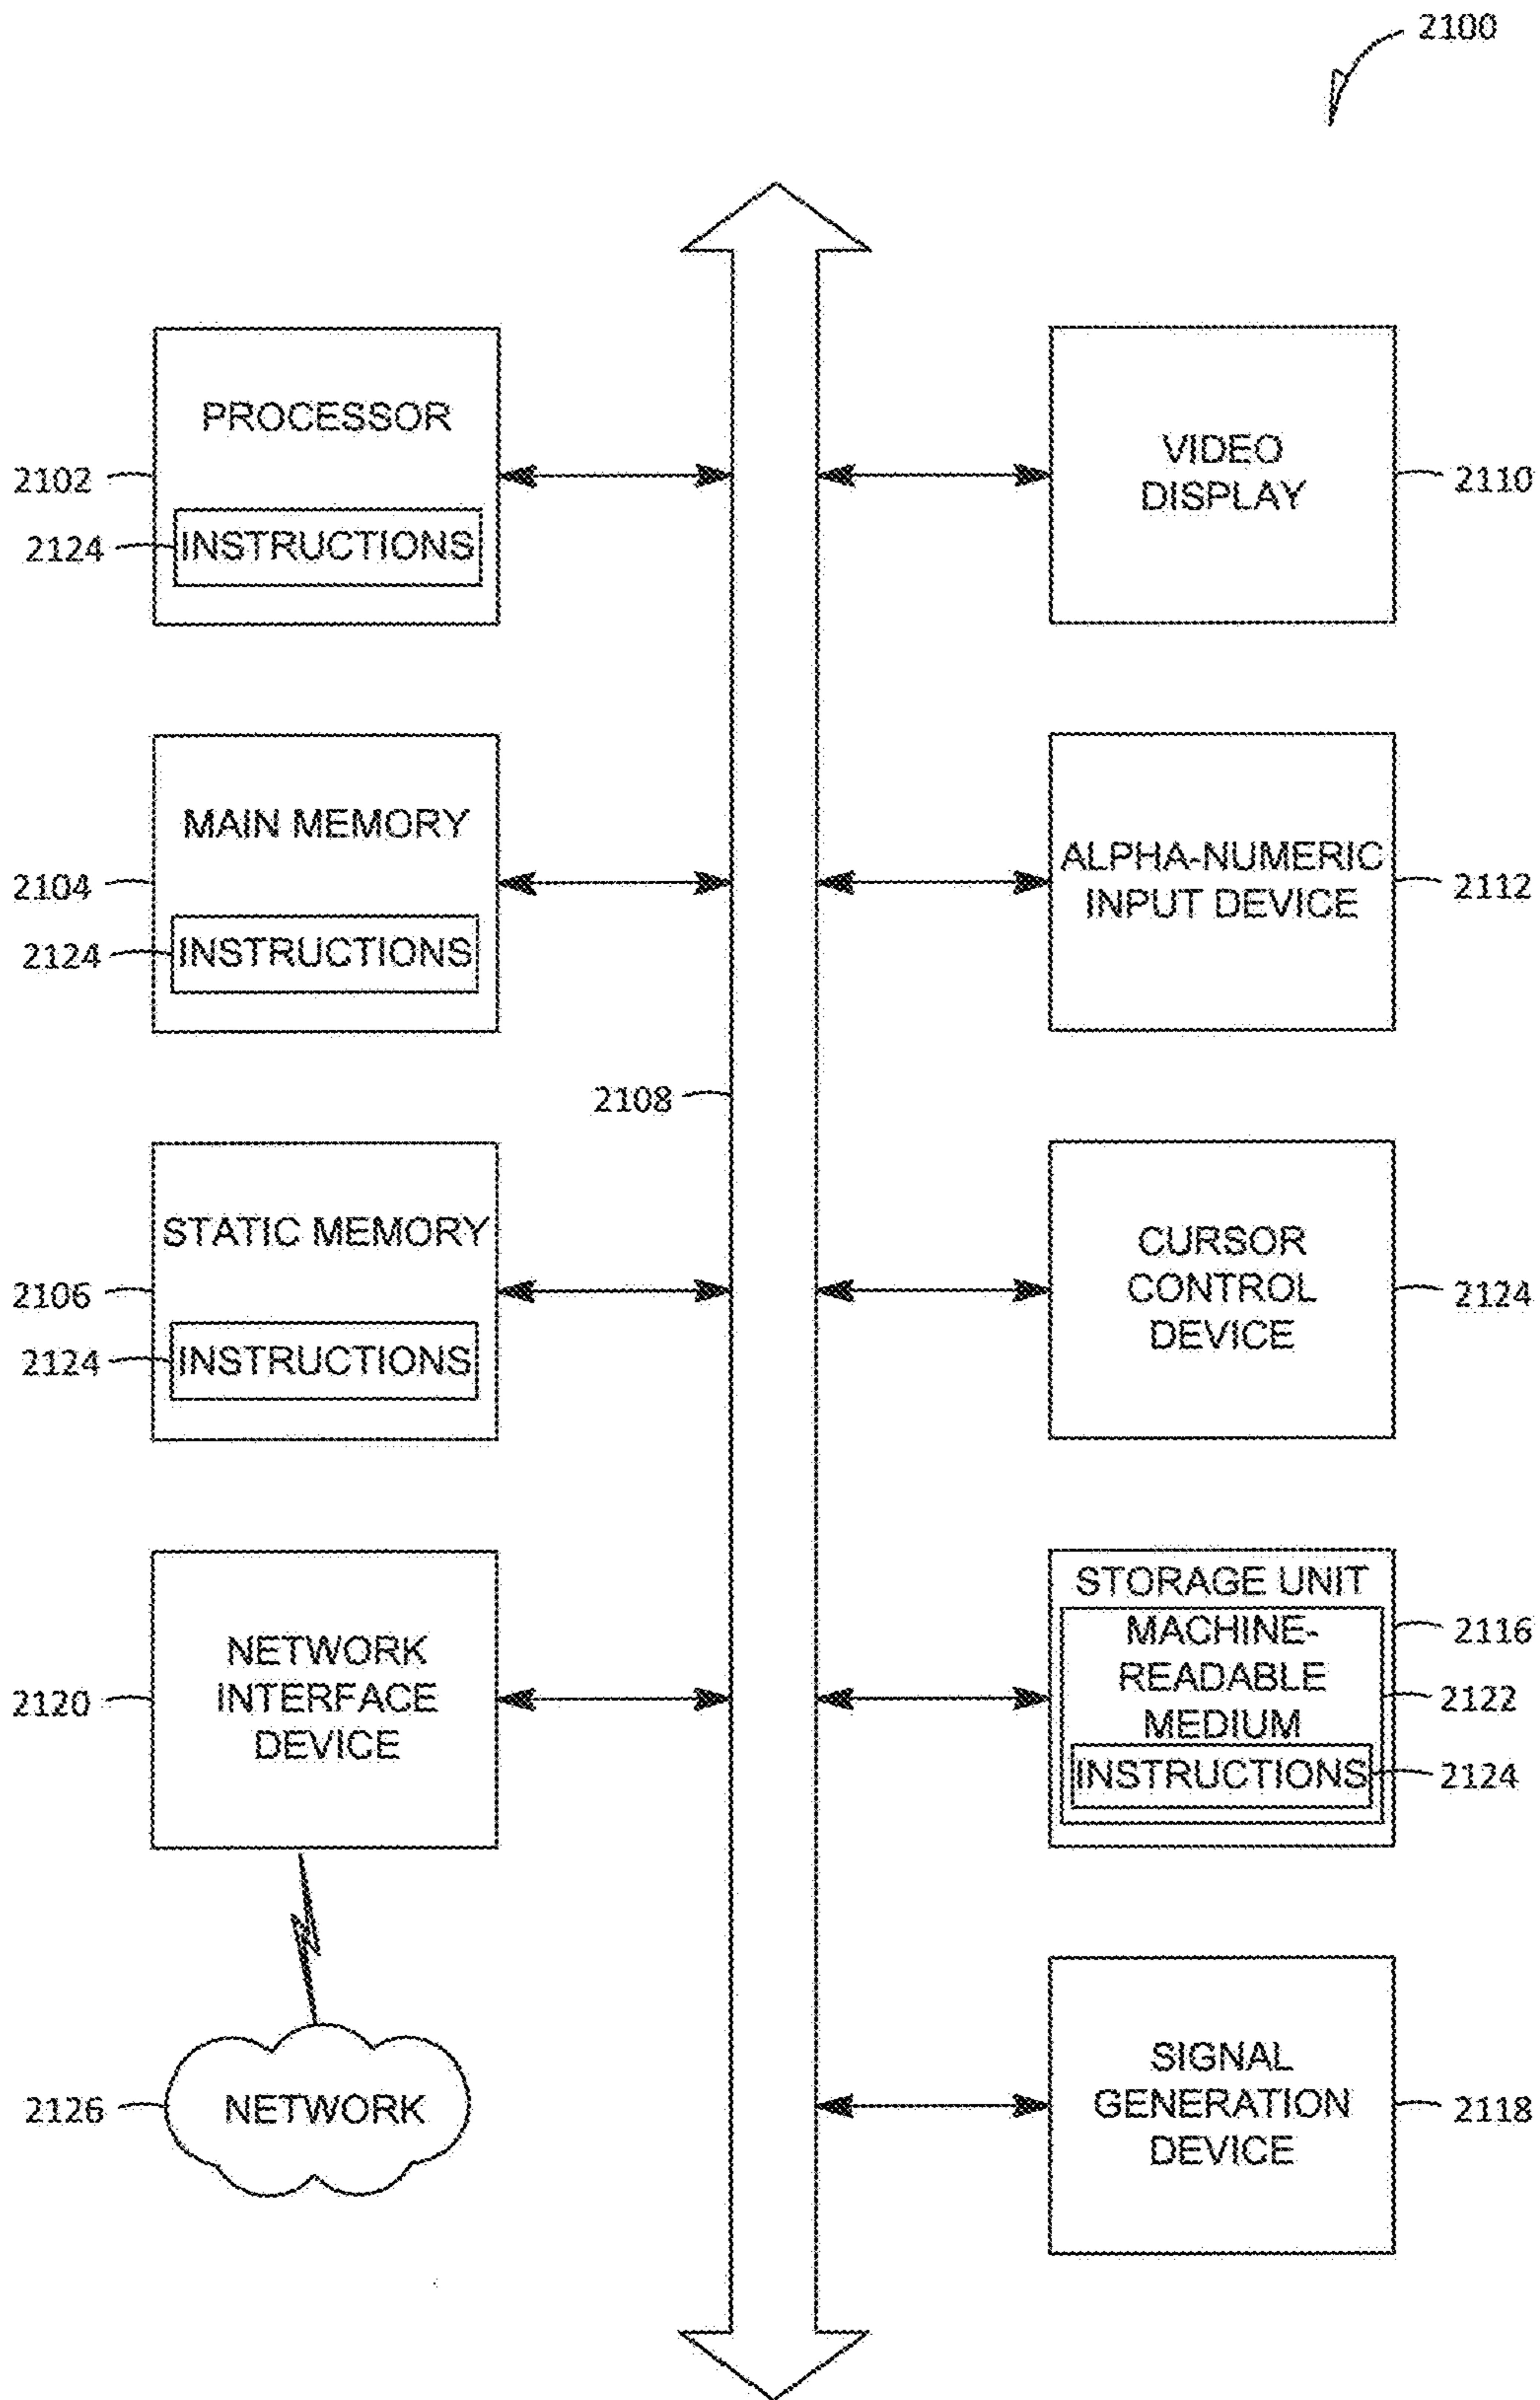 2100
PROCESSOR
2102
2124
INSTRUCTIONS
VIDEO
DISPLAY
2110
MAIN MEMORY
2104
2124
INSTRUCTIONS
ALPHA-NUMERIC
INPUT DEVICE
2112
2108
STATIC MEMORY
2106
2124
INSTRUCTIONS
CURSOR
CONTROL
DEVICE
2124
NETWORK
INTERFACE
DEVICE
2120
STORAGE UNIT
2116
MACHINE-
READABLE
MEDIUM
2122
INSTRUCTIONS
2124
2126
NETWORK
SIGNAL
GENERATION
DEVICE
2118